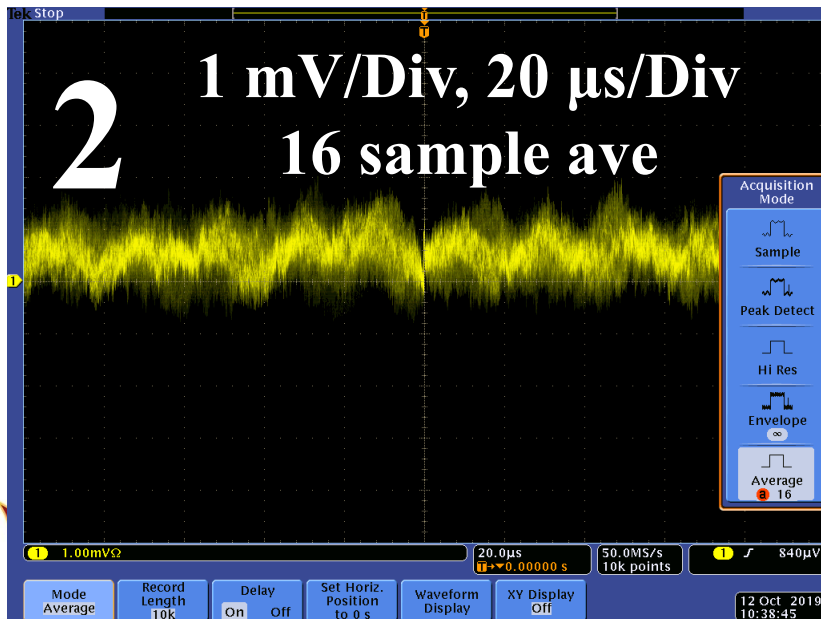 Tek Stop
T
T
2
1 mV/Div, 20 μs/Div
16 sample ave
Acquisition
Mode
Sample
Peak Detect
Hi Res
Envelope
∞
Average
a 16
1
1 1.00mVΩ
20.0μs
T→▼0.00000 s
50.0MS/s
10k points
1 840μV
Mode
Average
Record
Length
10k
Delay
On Off
Set Horiz.
Position
to 0 s
Waveform
Display
XY Display
Off
12 Oct 2019
10:38:45